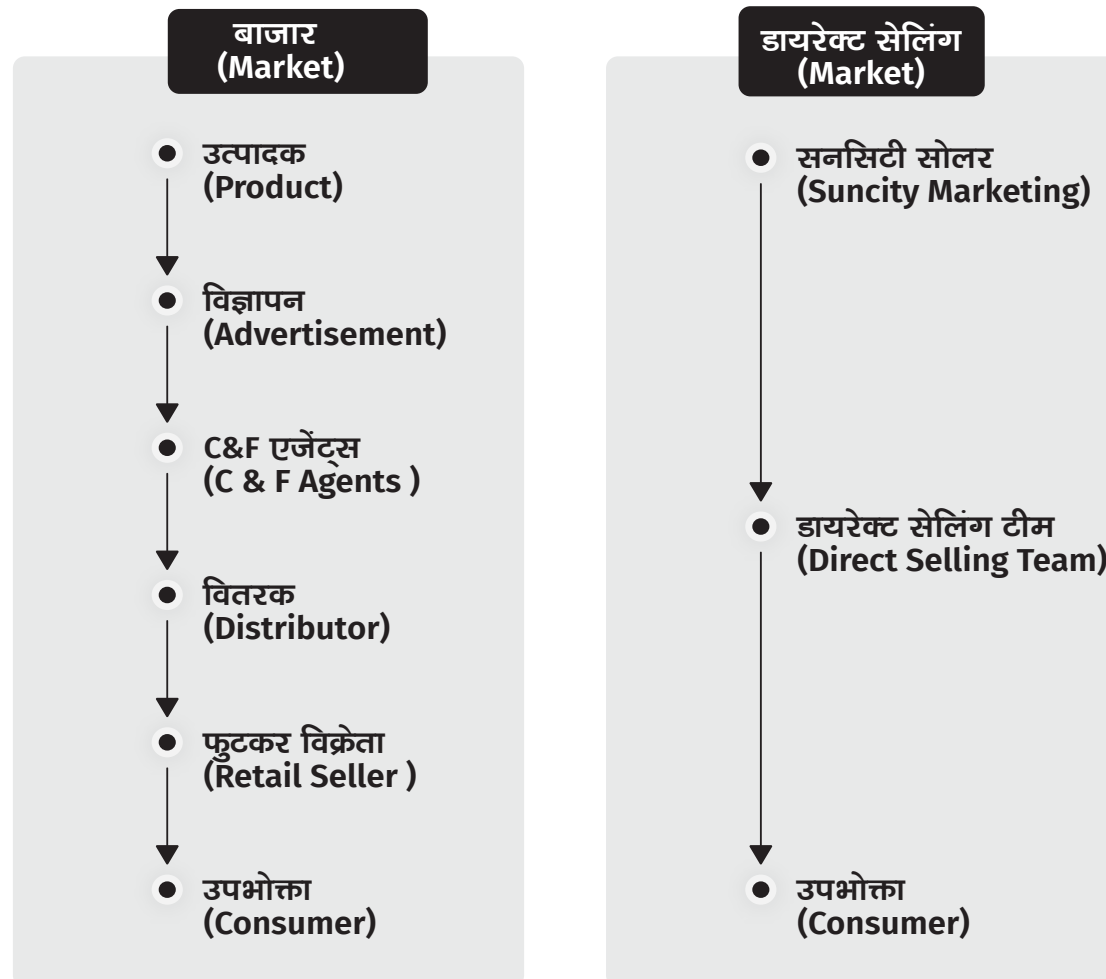 बाजार
(Market)
उत्पादक
(Product)
विज्ञापन
(Advertisement)
C&F एजेंट्स
(C & F Agents )
वितरक
(Distributor)
फुटकर विक्रेता
(Retail Seller )
उपभोक्ता
(Consumer)
डायरेक्ट सेलिंग
(Market)
सनसिटी सोलर
(Suncity Marketing)
डायरेक्ट सेलिंग टीम
(Direct Selling Team)
उपभोक्ता
(Consumer)